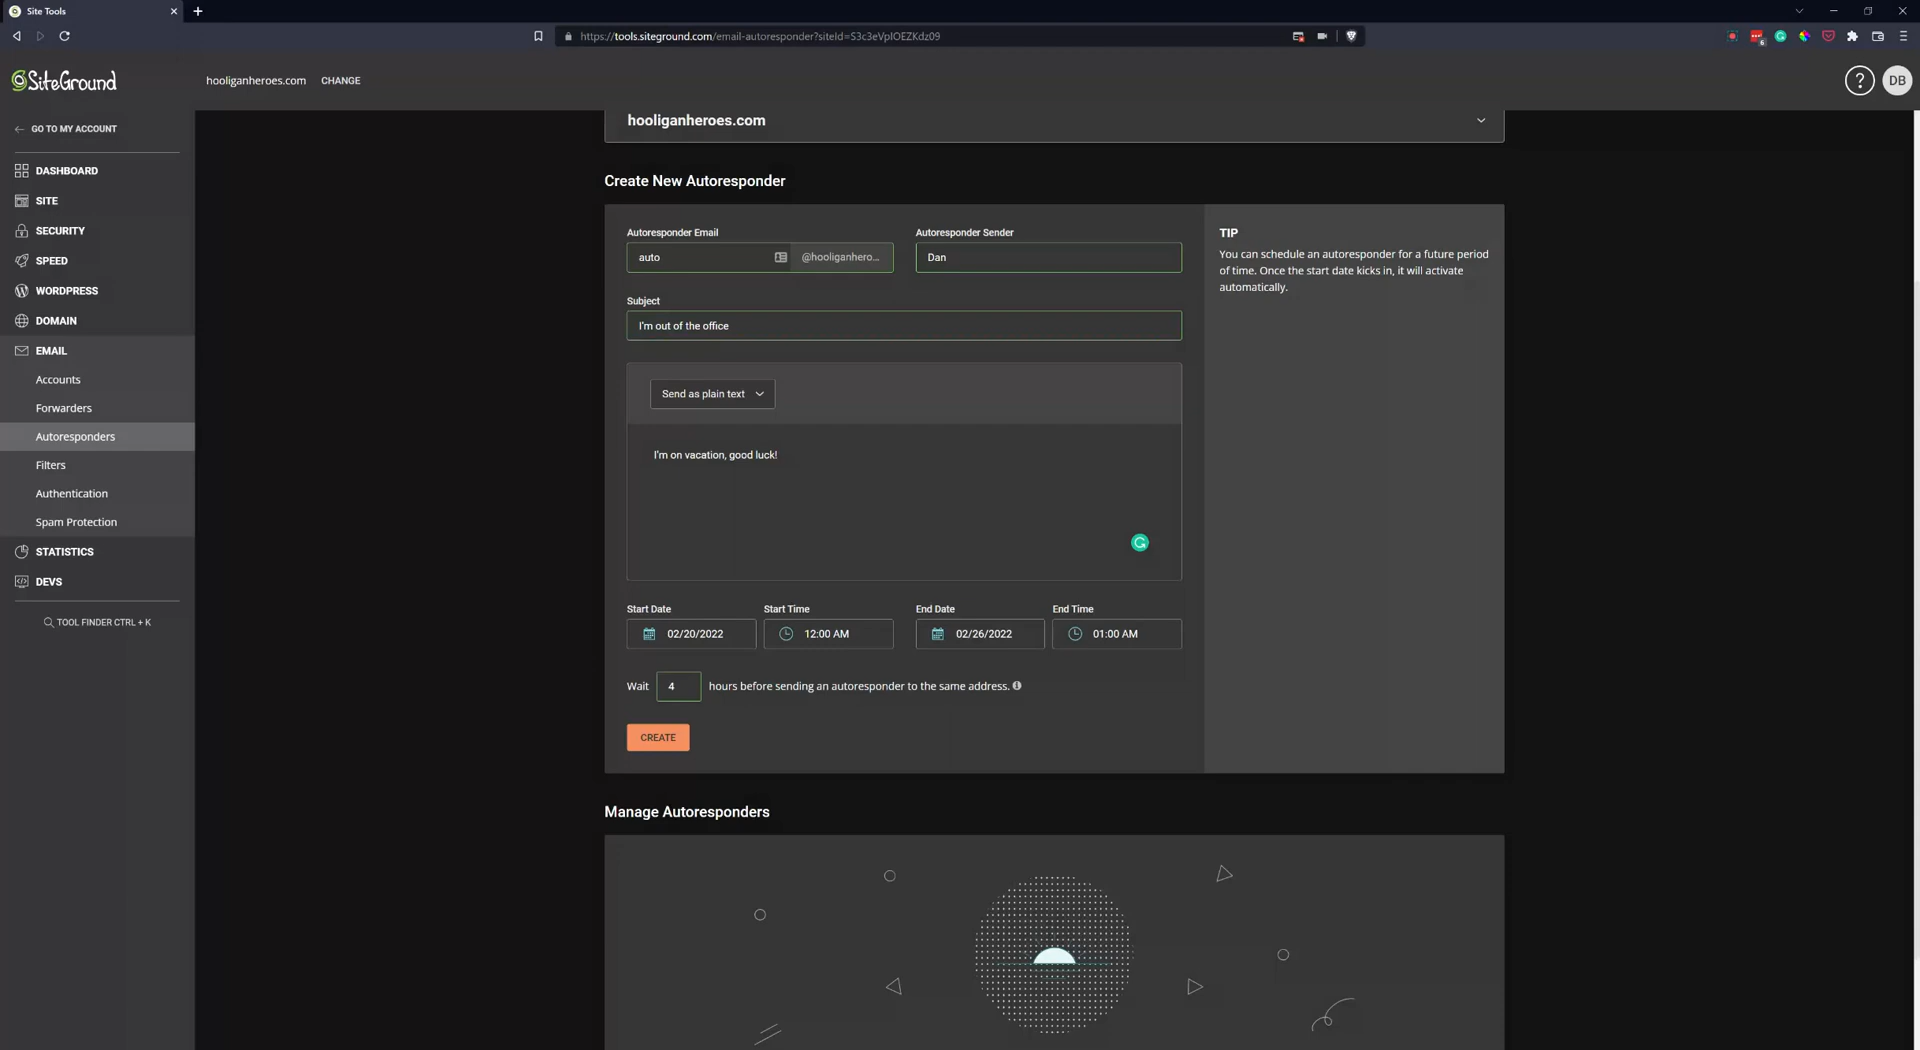 Site Tools
https://tools.siteground.com/email-autoresponder?siteId=S3c3eVpIOEZKdz09
6
SiteGround
hooliganheroes.com CHANGE
?
DB
GO TO MY ACCOUNT
DASHBOARD
SITE
SECURITY
SPEED
WORDPRESS
DOMAIN
EMAIL
Accounts
Forwarders
Autoresponders
Filters
Authentication
Spam Protection
STATISTICS
DEVS
TOOL FINDER CTRL + K
hooliganheroes.com
Create New Autoresponder
Autoresponder Email
auto @hooliganhero...
Autoresponder Sender
Dan
Subject
I'm out of the office
Send as plain text
I'm on vacation, good luck!
Start Date Start Time End Date End Time
02/20/2022 12:00 AM 02/26/2022 01:00 AM
Wait 4 hours before sending an autoresponder to the same address.
CREATE
TIP
You can schedule an autoresponder for a future period
of time. Once the start date kicks in, it will activate
automatically.
Manage Autoresponders